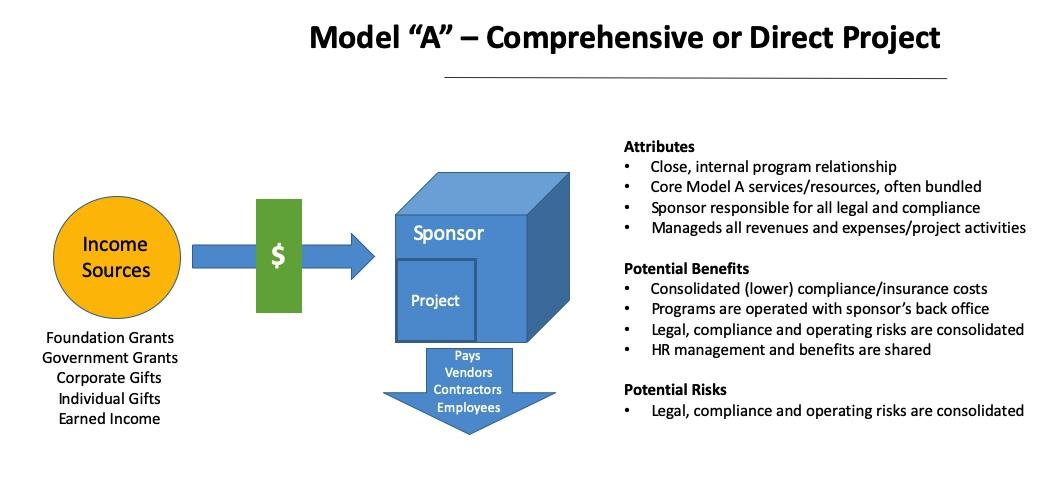 Model “A” – Comprehensive or Direct Project
Income
Sources
Foundation Grants
Government Grants
Corporate Gifts
Individual Gifts
Earned Income
$
Sponsor
Project
Pays
Vendors
Contractors
Employees
Attributes
• Close, internal program relationship
• Core Model A services/resources, often bundled
• Sponsor responsible for all legal and compliance
• Manageds all revenues and expenses/project activities
Potential Benefits
• Consolidated (lower) compliance/insurance costs
• Programs are operated with sponsor’s back office
• Legal, compliance and operating risks are consolidated
• HR management and benefits are shared
Potential Risks
• Legal, compliance and operating risks are consolidated